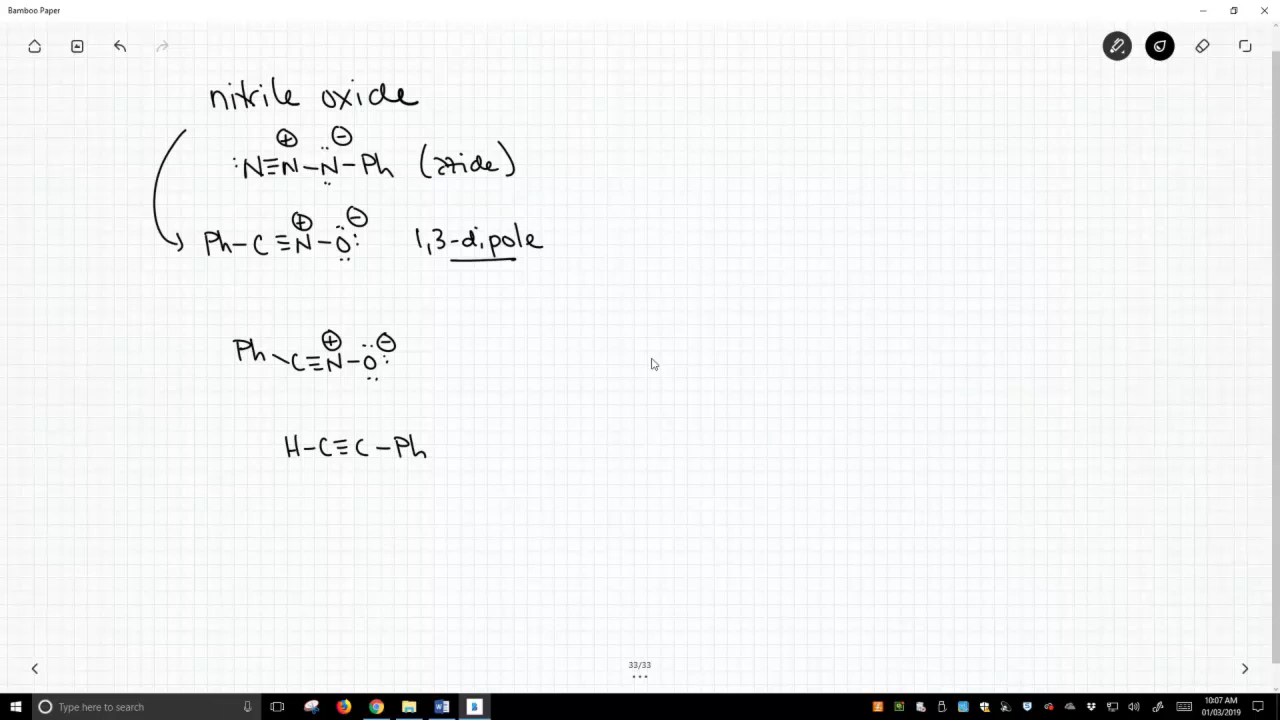 Bamboo Paper
nitrile oxide
:N≡N⊕–N̤̈⊖–Ph (azide)
Ph–C≡N⊕–Ö̤:⊖ 1,3-dipole
Ph–C≡N⊕–Ö̤:⊖
H–C≡C–Ph
33/33
Type here to search
10:07 AM
01/03/2019